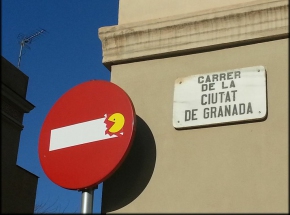 CARRER
DE LA
CIUTAT
DE GRANADA